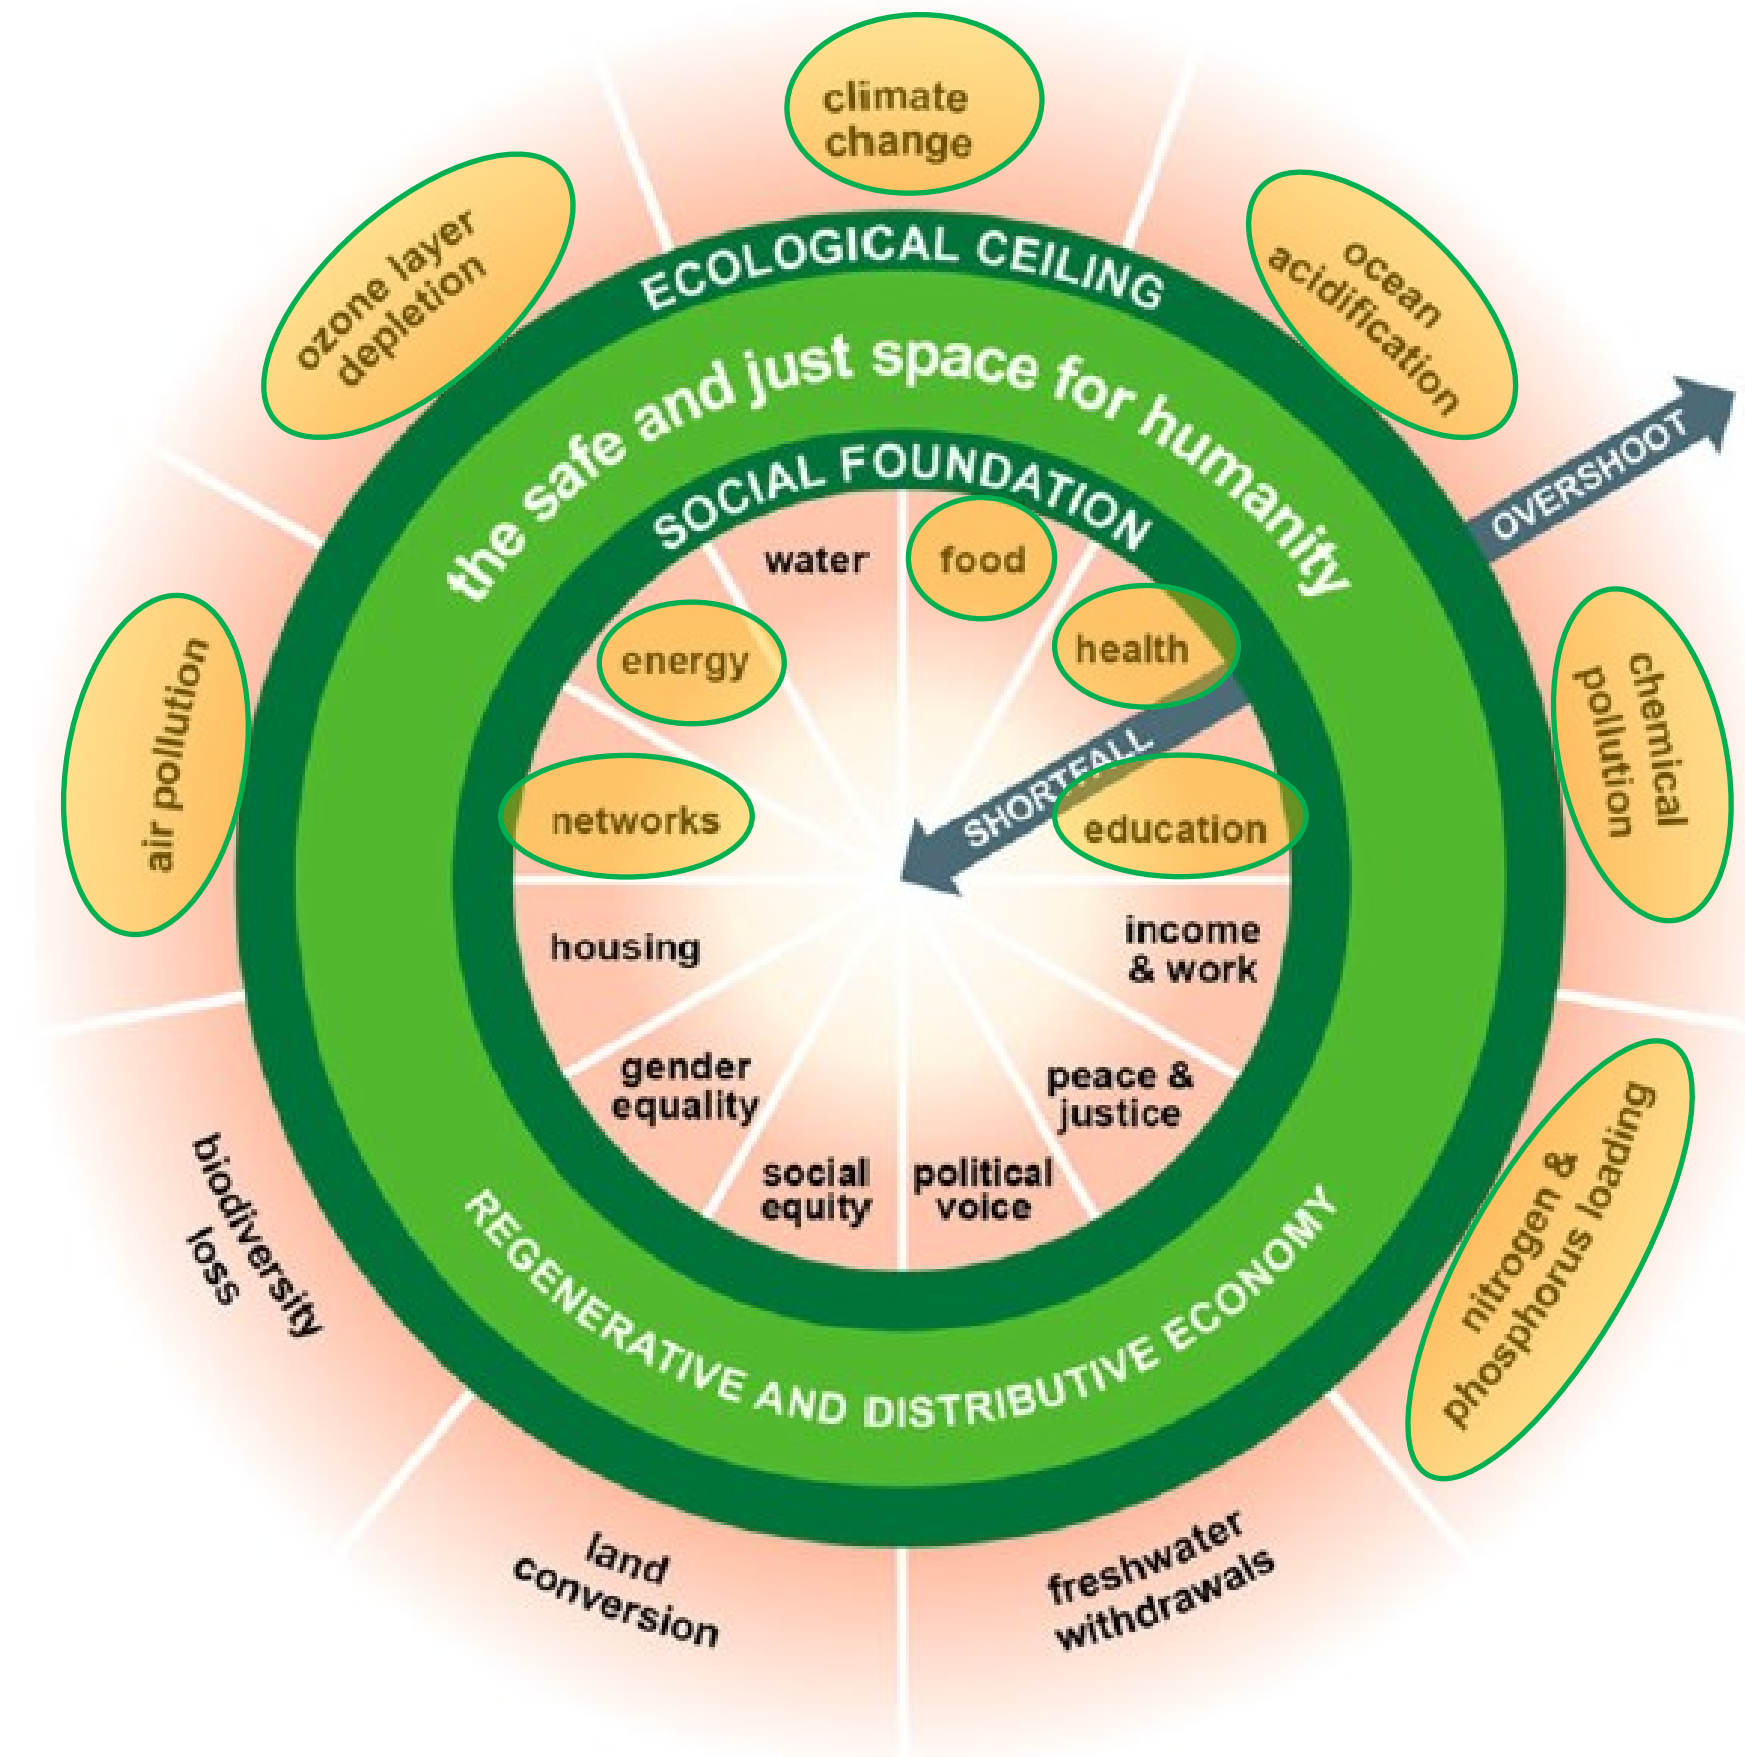 climate
change
ozone layer
depletion
ocean
acidification
ECOLOGICAL CEILING
the safe and just space for humanity
OVERSHOOT
SOCIAL FOUNDATION
water
food
energy
health
air pollution
chemical
pollution
SHORTFALL
networks
education
housing
income
& work
gender
equality
peace &
justice
social
equity
political
voice
nitrogen &
phosphorus loading
biodiversity
loss
REGENERATIVE AND DISTRIBUTIVE ECONOMY
land
conversion
freshwater
withdrawals